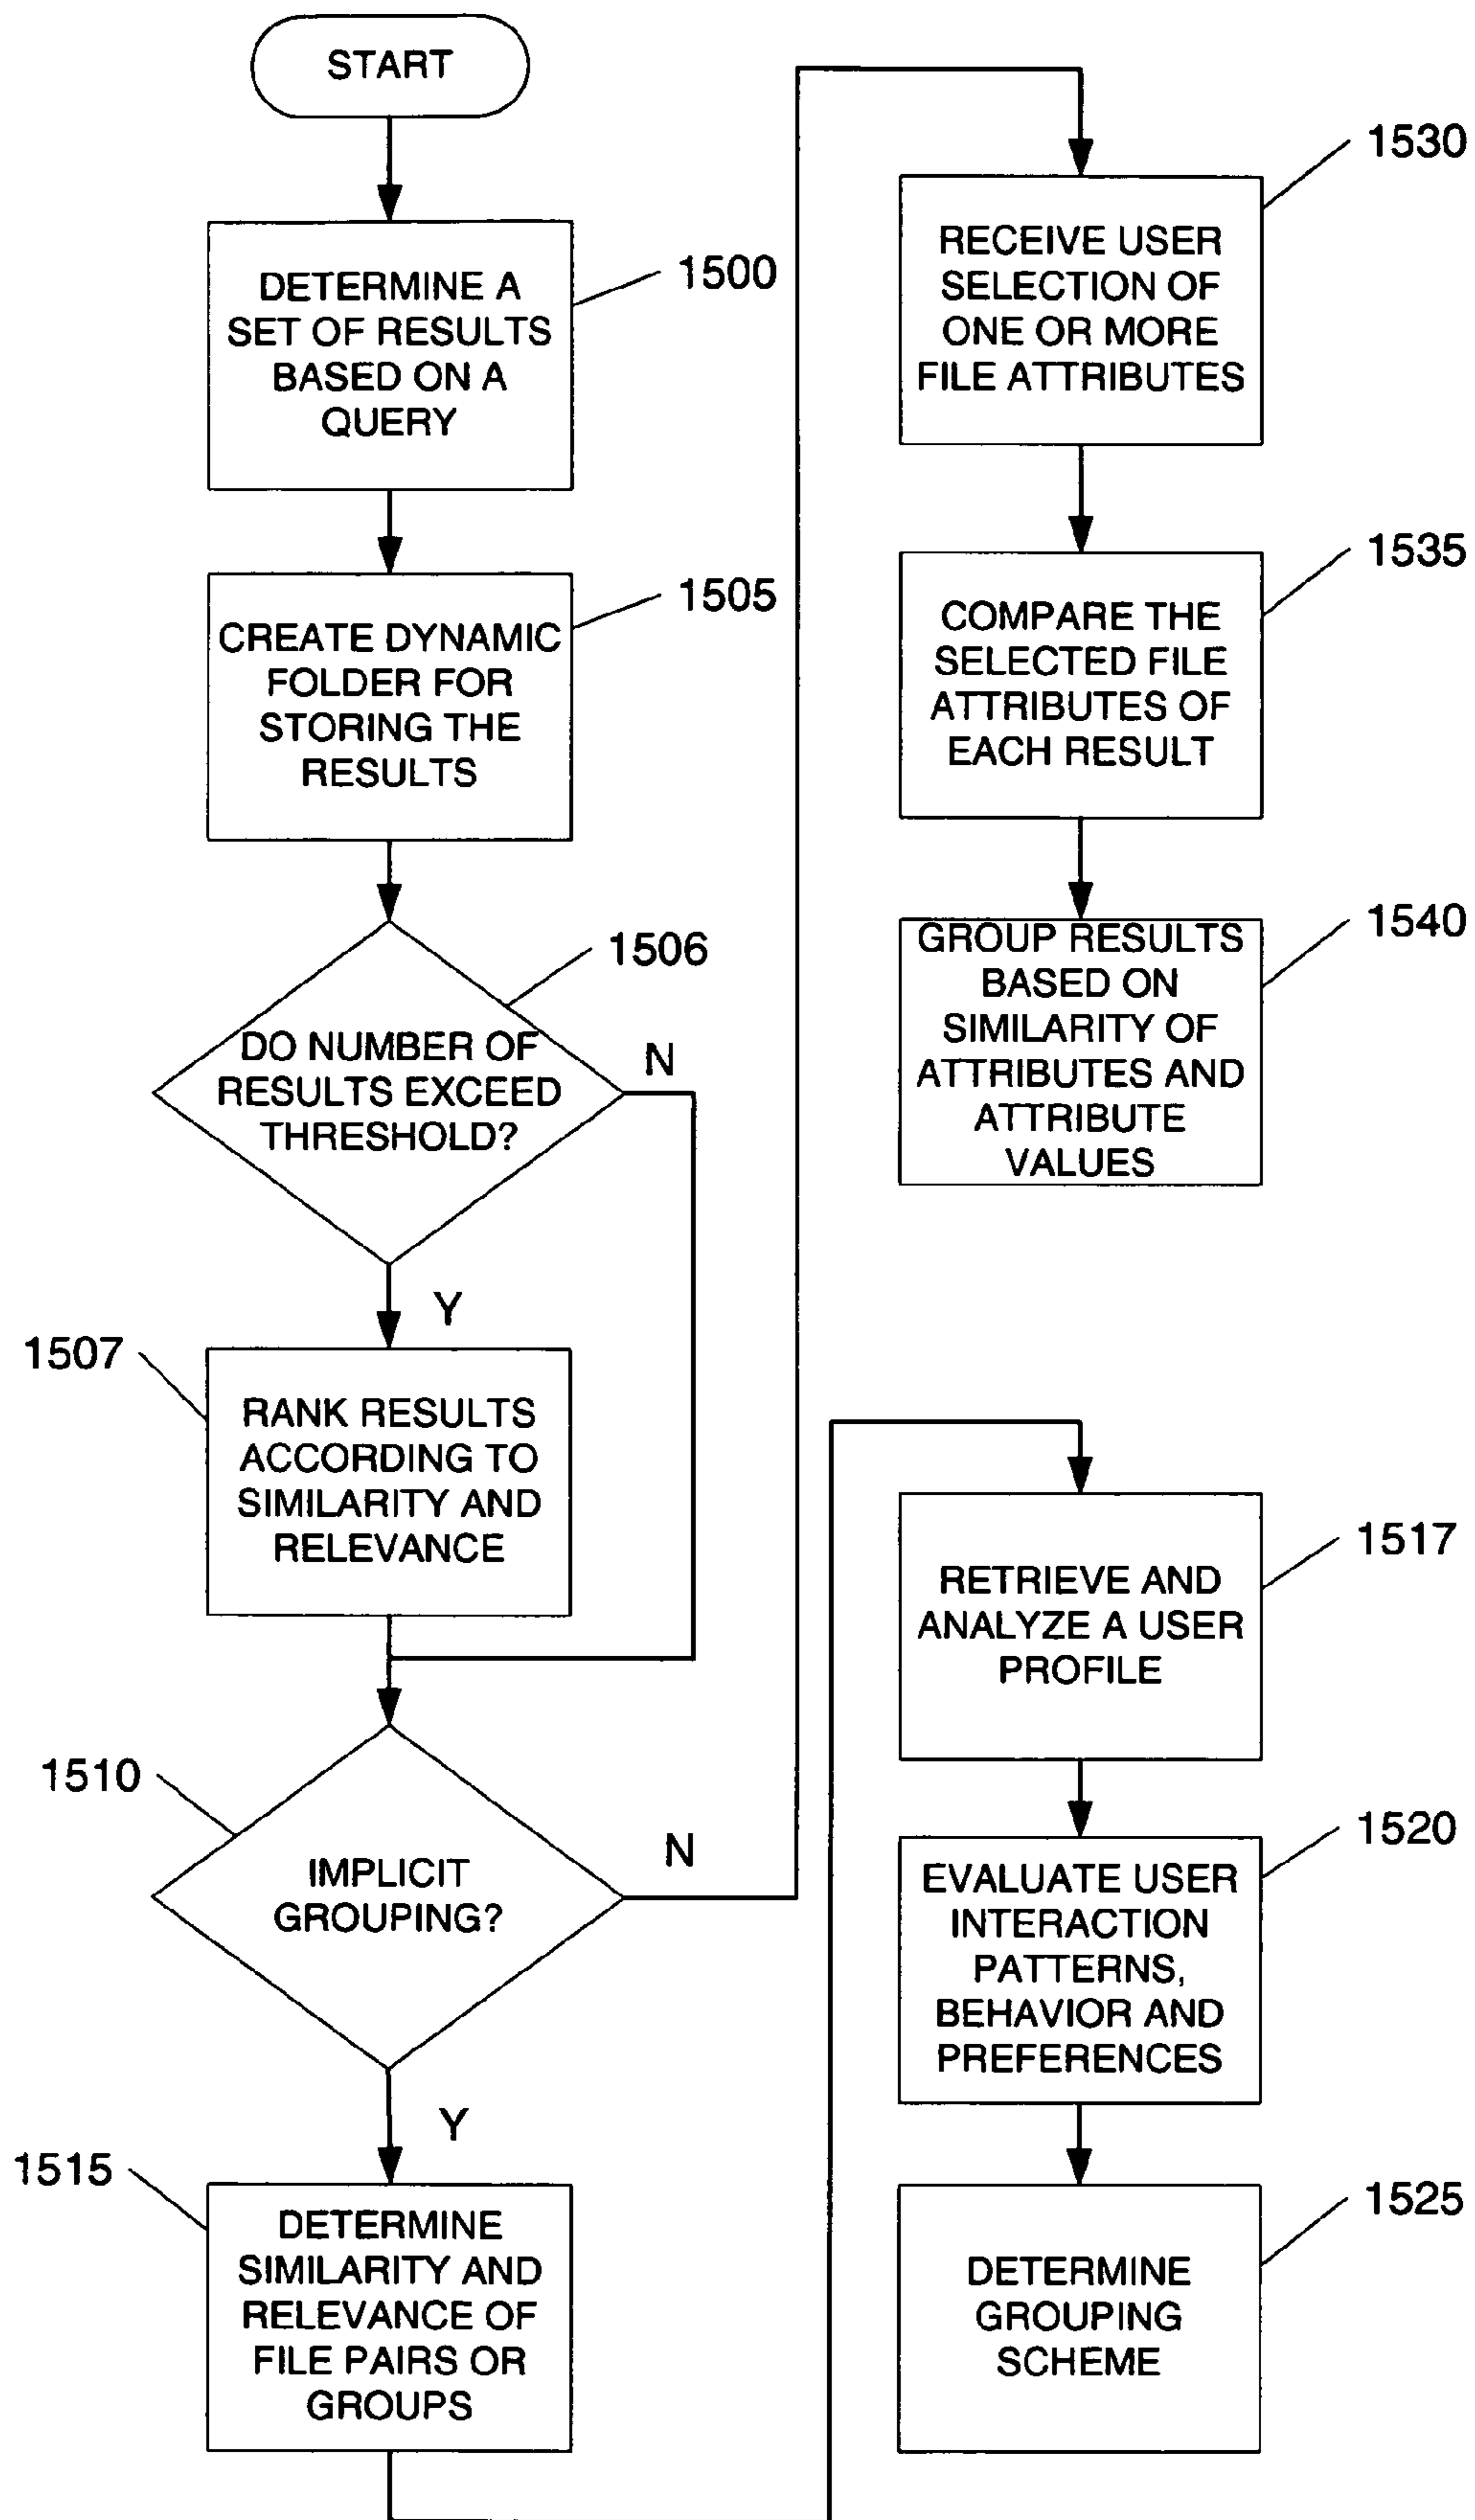 START
DETERMINE A
SET OF RESULTS
BASED ON A
QUERY
1500
CREATE DYNAMIC
FOLDER FOR
STORING THE
RESULTS
1505
DO NUMBER OF
RESULTS EXCEED
THRESHOLD?
1506
N
Y
1507
RANK RESULTS
ACCORDING TO
SIMILARITY AND
RELEVANCE
1510
IMPLICIT
GROUPING?
N
Y
1515
DETERMINE
SIMILARITY AND
RELEVANCE OF
FILE PAIRS OR
GROUPS
1530
RECEIVE USER
SELECTION OF
ONE OR MORE
FILE ATTRIBUTES
1535
COMPARE THE
SELECTED FILE
ATTRIBUTES OF
EACH RESULT
1540
GROUP RESULTS
BASED ON
SIMILARITY OF
ATTRIBUTES AND
ATTRIBUTE
VALUES
1517
RETRIEVE AND
ANALYZE A USER
PROFILE
1520
EVALUATE USER
INTERACTION
PATTERNS,
BEHAVIOR AND
PREFERENCES
1525
DETERMINE
GROUPING
SCHEME